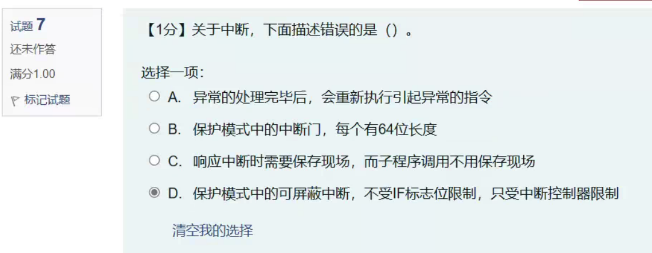 试题 7
还未作答
满分1.00
标记试题
【1分】关于中断，下面描述错误的是（）。
选择一项：
A. 异常的处理完毕后，会重新执行引起异常的指令
B. 保护模式中的中断门，每个有64位长度
C. 响应中断时需要保存现场，而子程序调用不用保存现场
D. 保护模式中的可屏蔽中断，不受IF标志位限制，只受中断控制器限制
清空我的选择